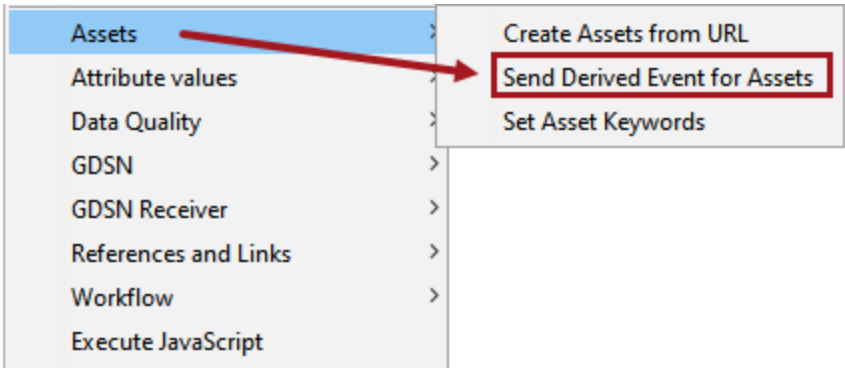 Assets
Attribute values
Data Quality
GDSN
GDSN Receiver
References and Links
Workflow
Execute JavaScript
Create Assets from URL
Send Derived Event for Assets
Set Asset Keywords